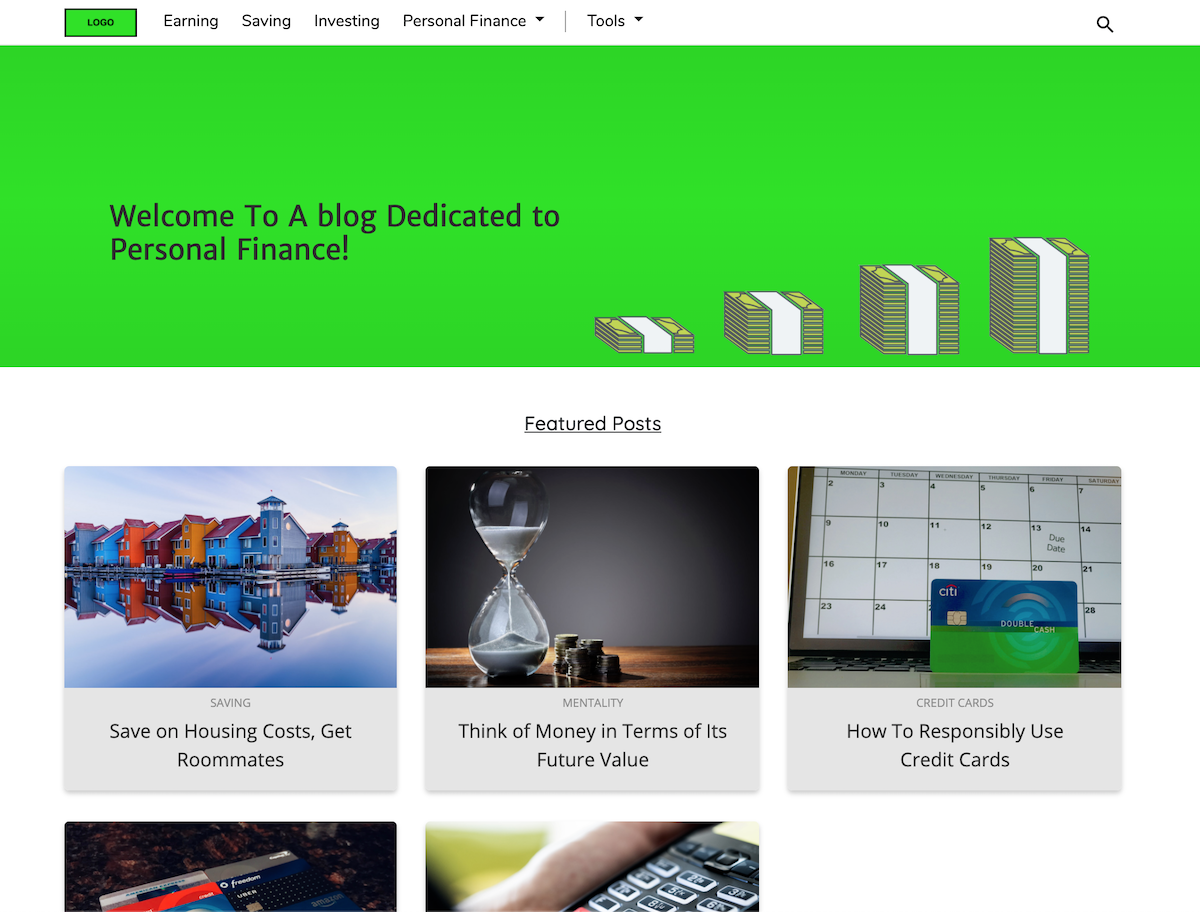 LOGO
Earning Saving Investing Personal Finance Tools
Welcome To A blog Dedicated to
Personal Finance!
Featured Posts
MONDAY TUESDAY WEDNESDAY THURSDAY FRIDAY SATURDAY
2 3 4 5 6 7
9 10 11 12 13 14
Due
Date
16 17 18 19 20 21
23 24 28
citi
DOUBLE
CASH
SAVING
Save on Housing Costs, Get
Roommates
MENTALITY
Think of Money in Terms of Its
Future Value
CREDIT CARDS
How To Responsibly Use
Credit Cards
freedom
UBER
amazon